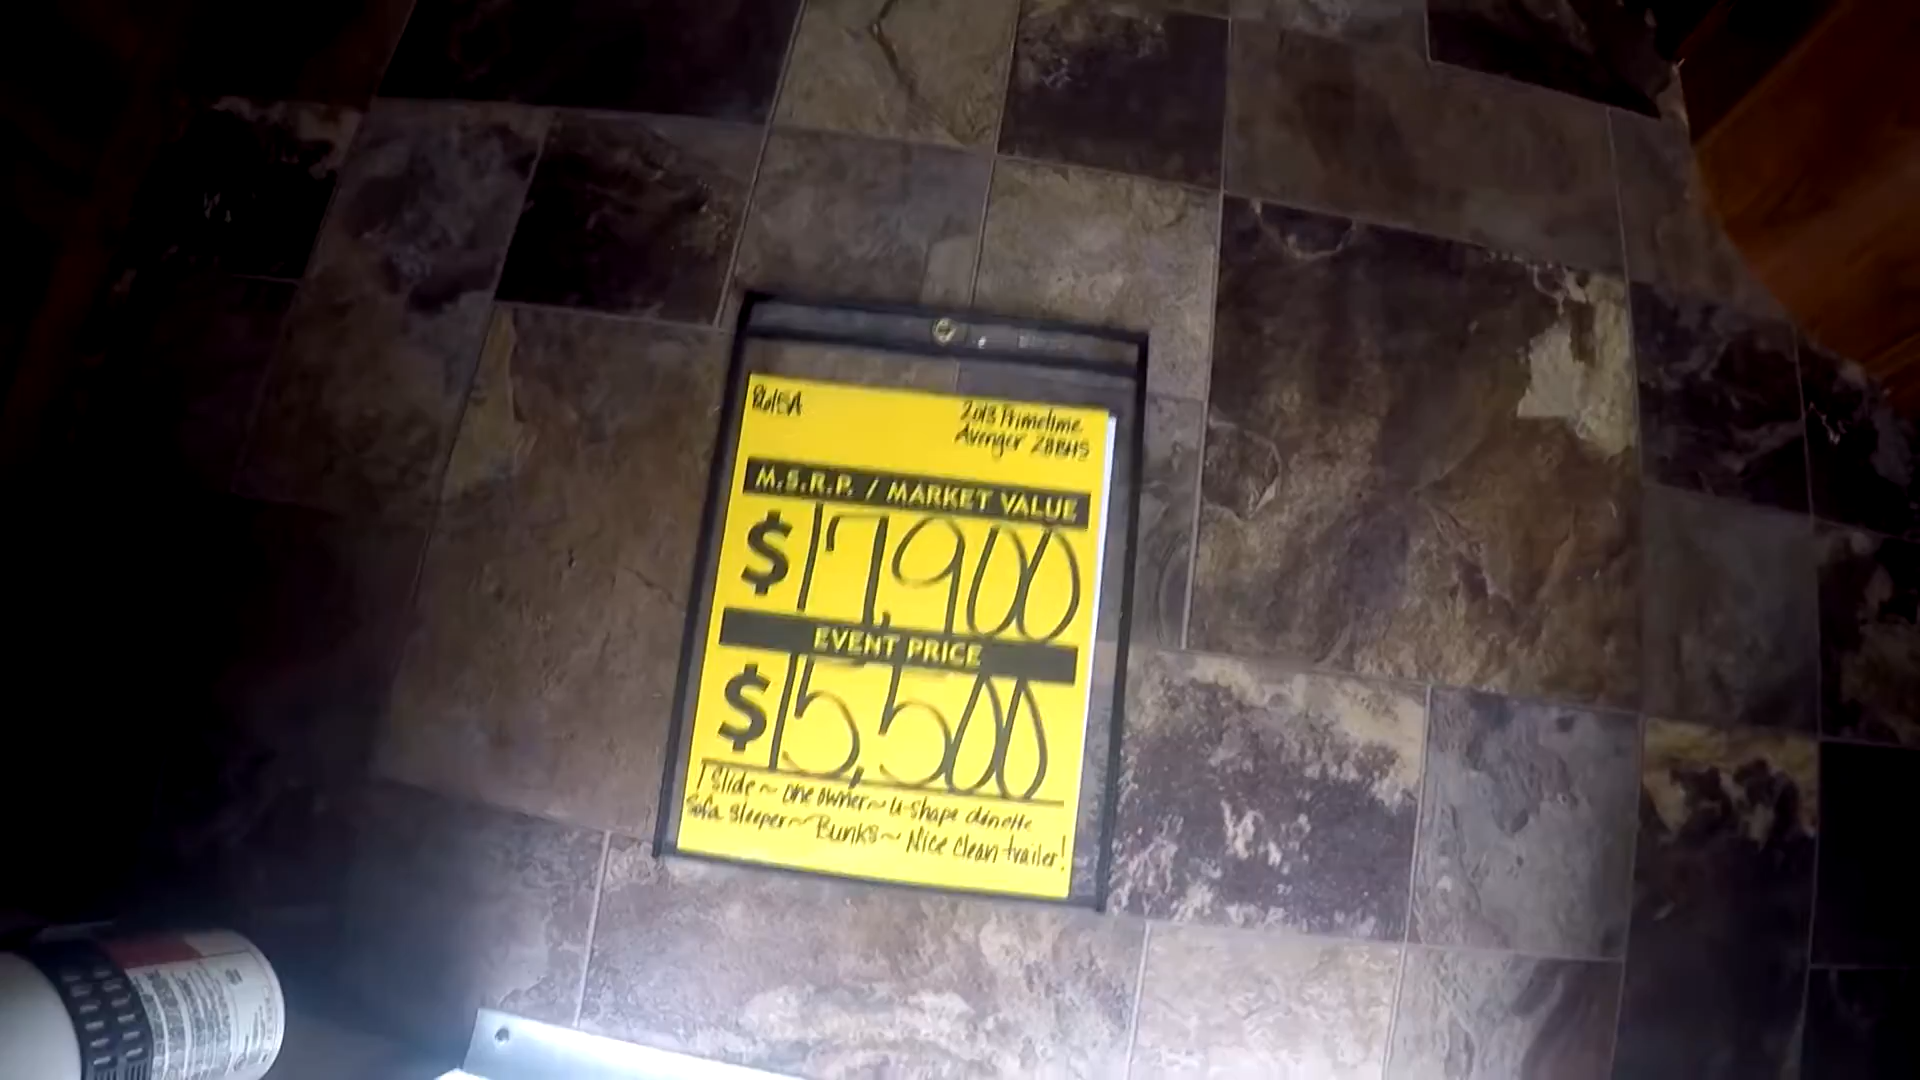 2013 Primetime
Avenger 28BHS
M.S.R.P. / MARKET VALUE
$17,900
EVENT PRICE
$15,500
1 Slide ~ one owner ~ U-shape dinette
Sofa sleeper ~ Bunks ~ Nice clean trailer!